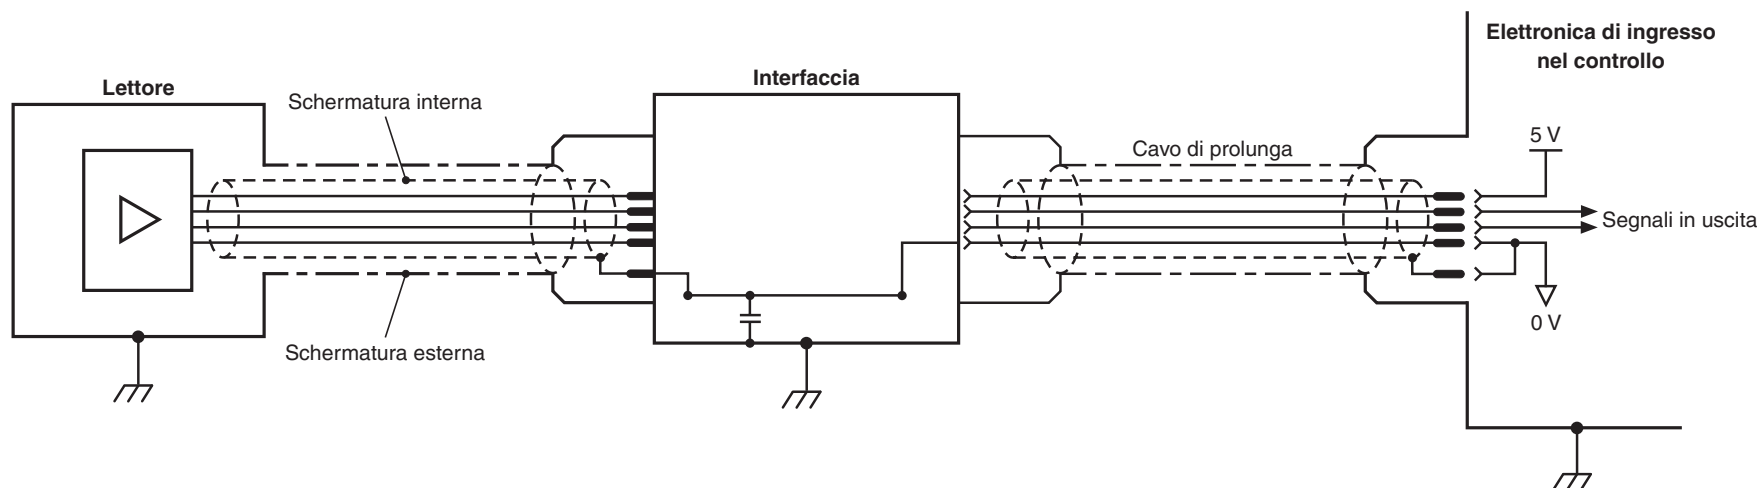 Elettronica di ingresso
nel controllo
Interfaccia
Lettore
Schermatura interna
5 V
Cavo di prolunga
Segnali in uscita
0 V
Schermatura esterna